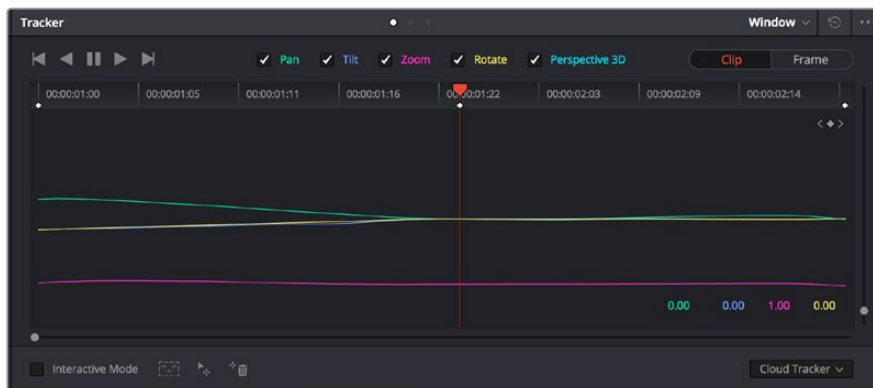 Tracker Window
Pan Tilt Zoom Rotate Perspective 3D Clip Frame
00:00:01:00 00:00:01:05 00:00:01:11 00:00:01:16 00:00:01:22 00:00:02:03 00:00:02:09 00:00:02:14
0.00 0.00 1.00 0.00
Interactive Mode Cloud Tracker